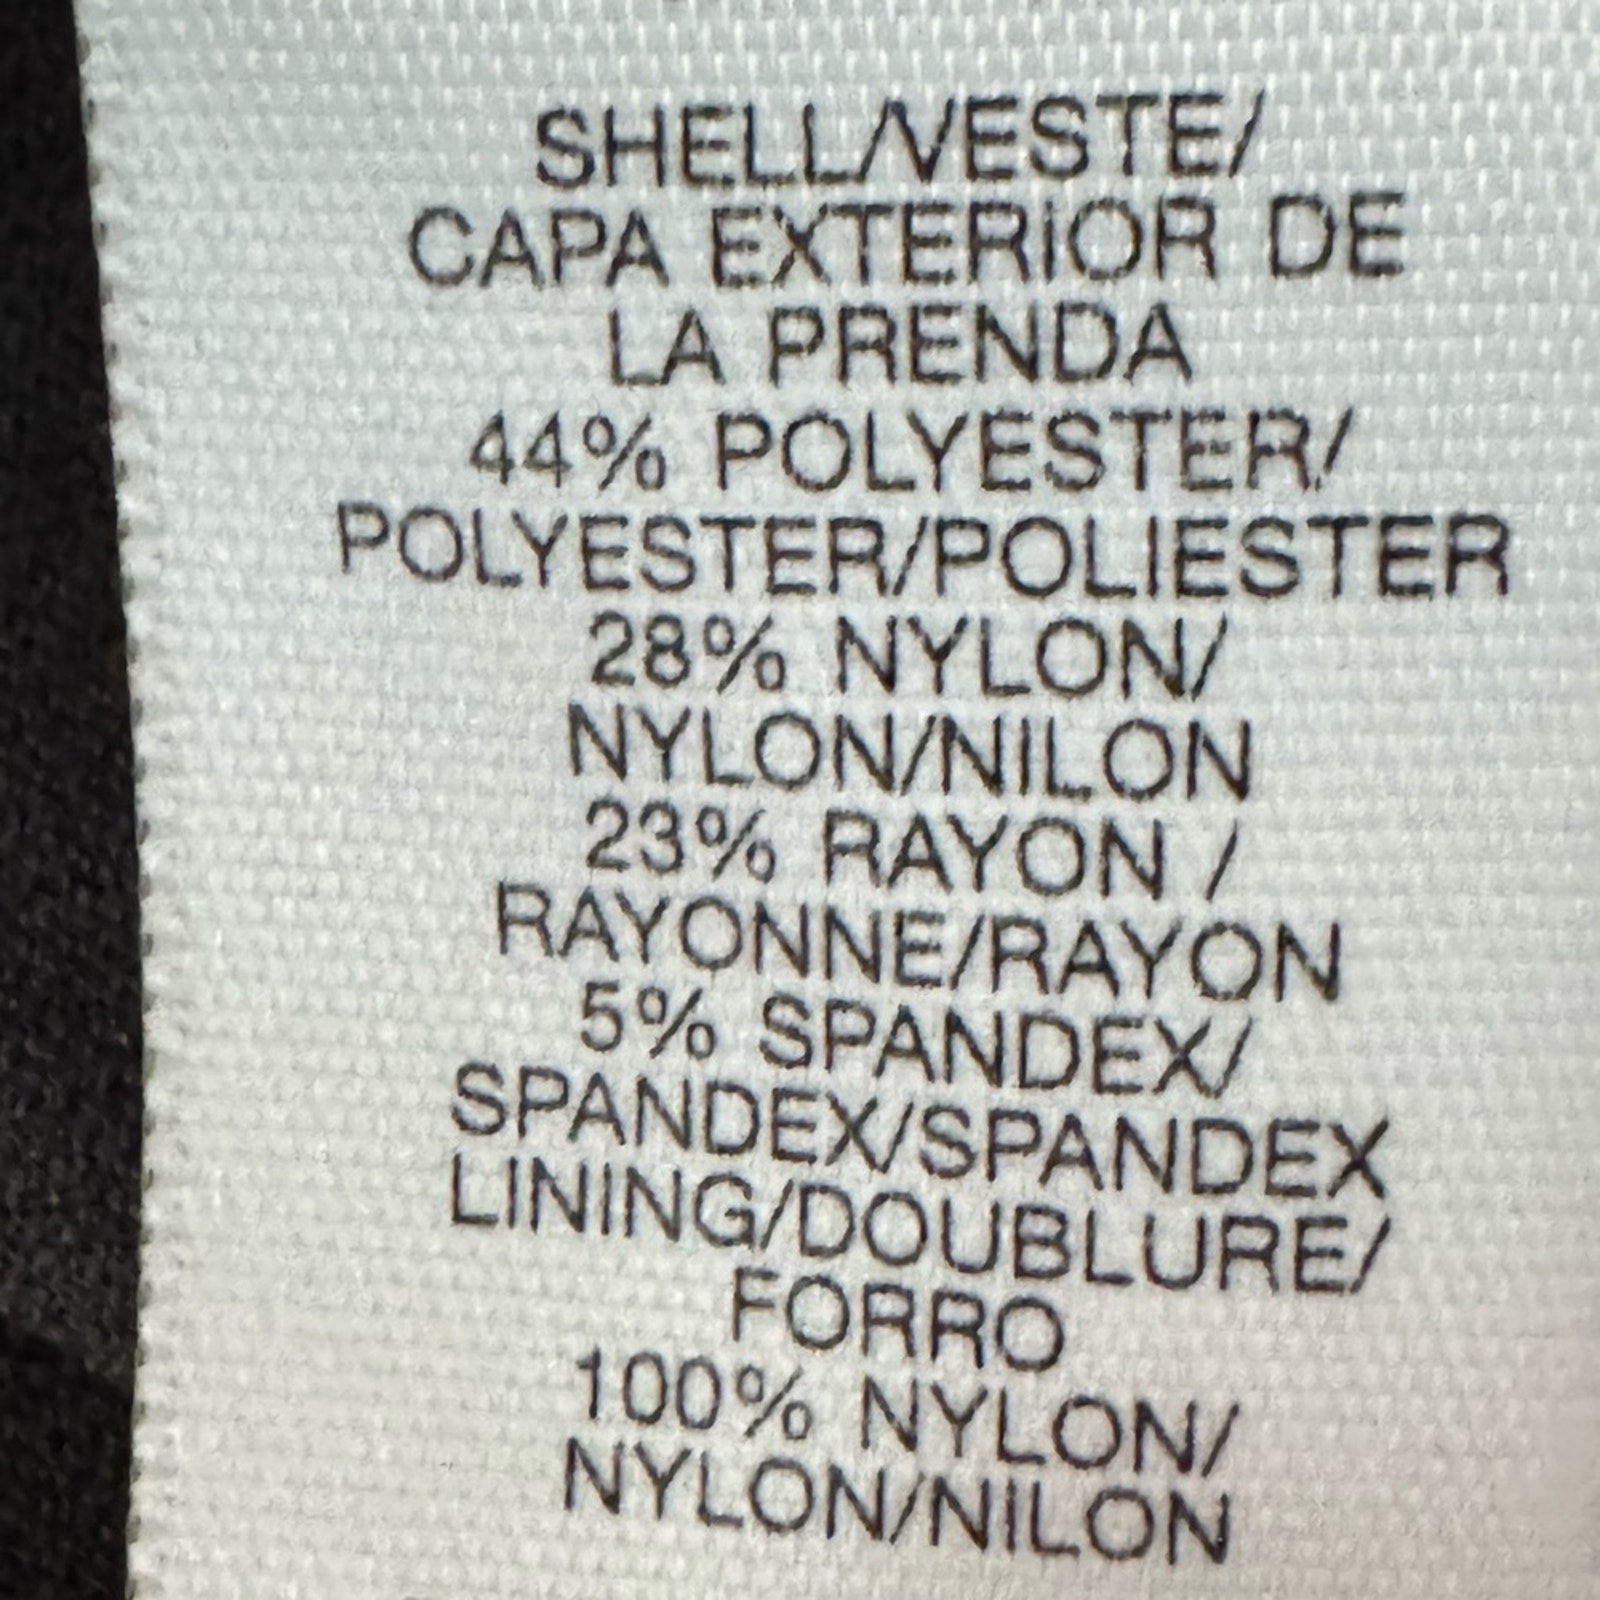 SHELL/VESTE/
CAPA EXTERIOR DE
LA PRENDA
44% POLYESTER/
POLYESTER/POLIESTER
28% NYLON/
NYLON/NILON
23% RAYON /
RAYONNE/RAYON
5% SPANDEX/
SPANDEX/SPANDEX
LINING/DOUBLURE/
FORRO
100% NYLON/
NYLON/NILON